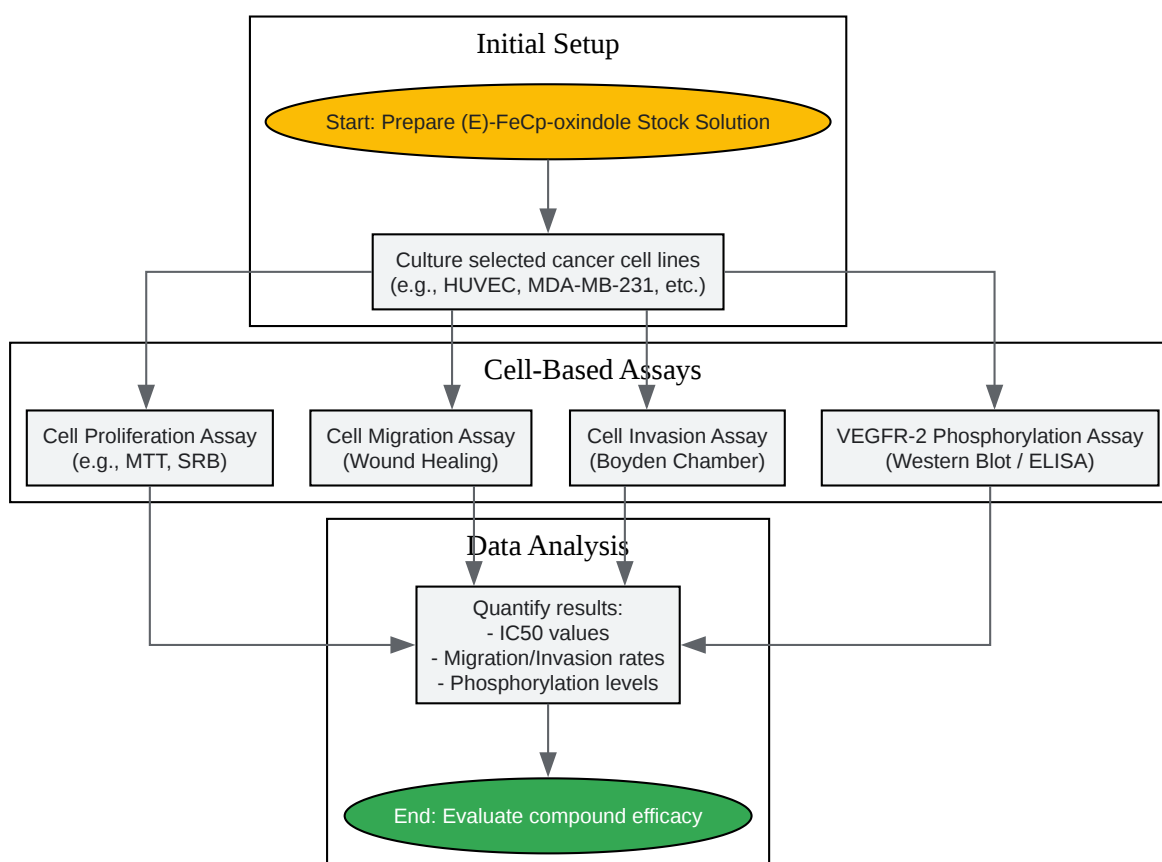 Initial Setup
Start: Prepare (E)-FeCp-oxindole Stock Solution
Culture selected cancer cell lines
(e.g., HUVEC, MDA-MB-231, etc.)
Cell-Based Assays
Cell Proliferation Assay
(e.g., MTT, SRB)
Cell Migration Assay
(Wound Healing)
Cell Invasion Assay
(Boyden Chamber)
VEGFR-2 Phosphorylation Assay
(Western Blot / ELISA)
Data Analysis
Quantify results:
- IC50 values
- Migration/Invasion rates
- Phosphorylation levels
End: Evaluate compound efficacy